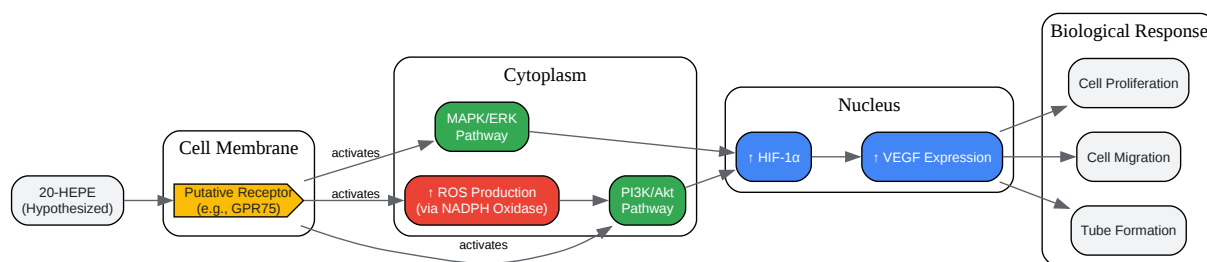 20-HEPE
(Hypothesized)
Cell Membrane
Putative Receptor
(e.g., GPR75)
activates
activates
activates
Cytoplasm
MAPK/ERK
Pathway
↑ ROS Production
(via NADPH Oxidase)
PI3K/Akt
Pathway
Nucleus
↑ HIF-1α
↑ VEGF Expression
Biological Response
Cell Proliferation
Cell Migration
Tube Formation